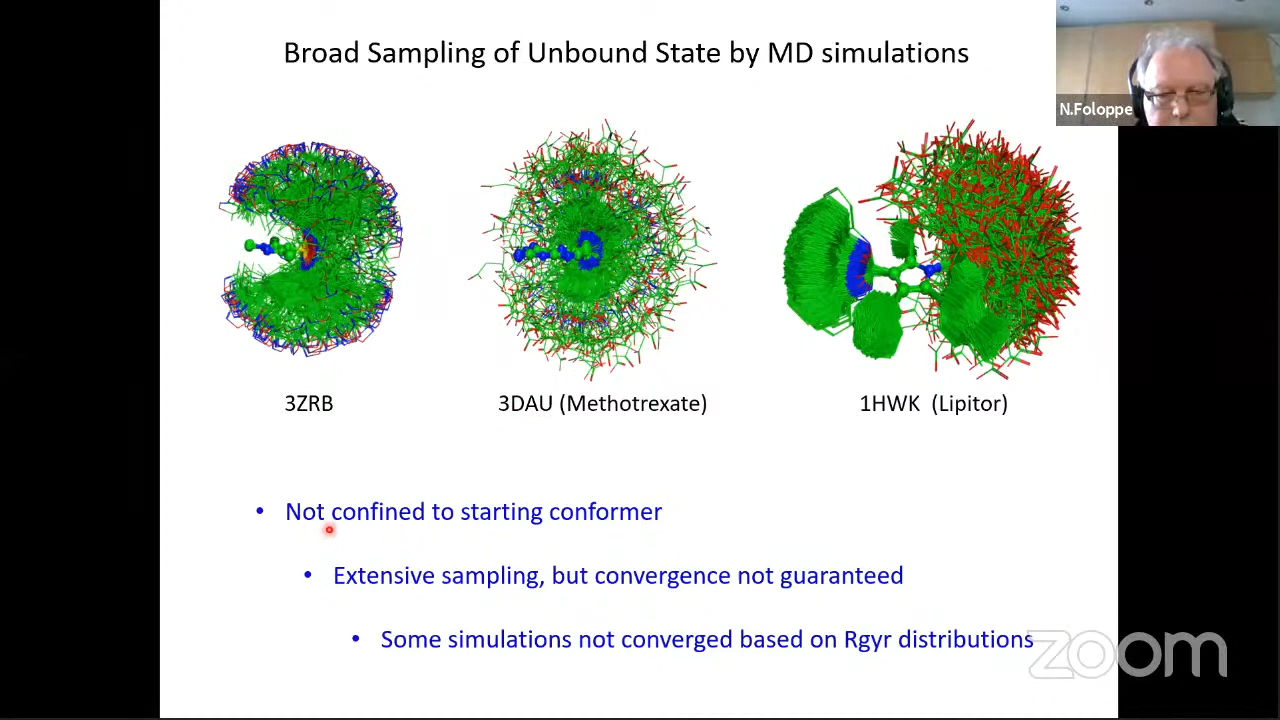 Broad Sampling of Unbound State by MD simulations
N.Foloppe
3ZRB
3DAU (Methotrexate)
1HWK (Lipitor)
• Not confined to starting conformer
• Extensive sampling, but convergence not guaranteed
• Some simulations not converged based on Rgyr distributions
zoom